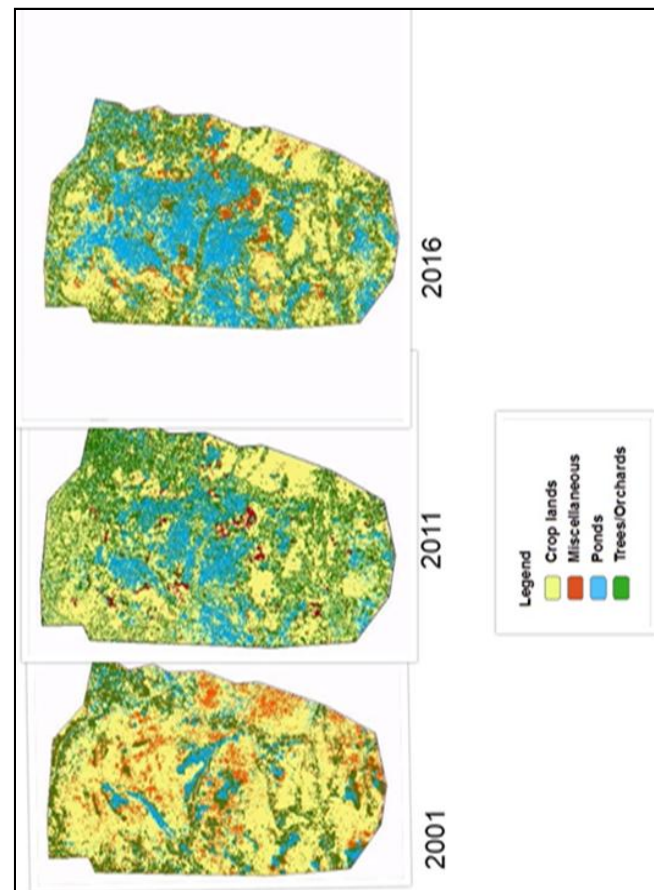 2001
2011
2016
Legend
Crop lands
Miscellaneous
Ponds
Trees/Orchards